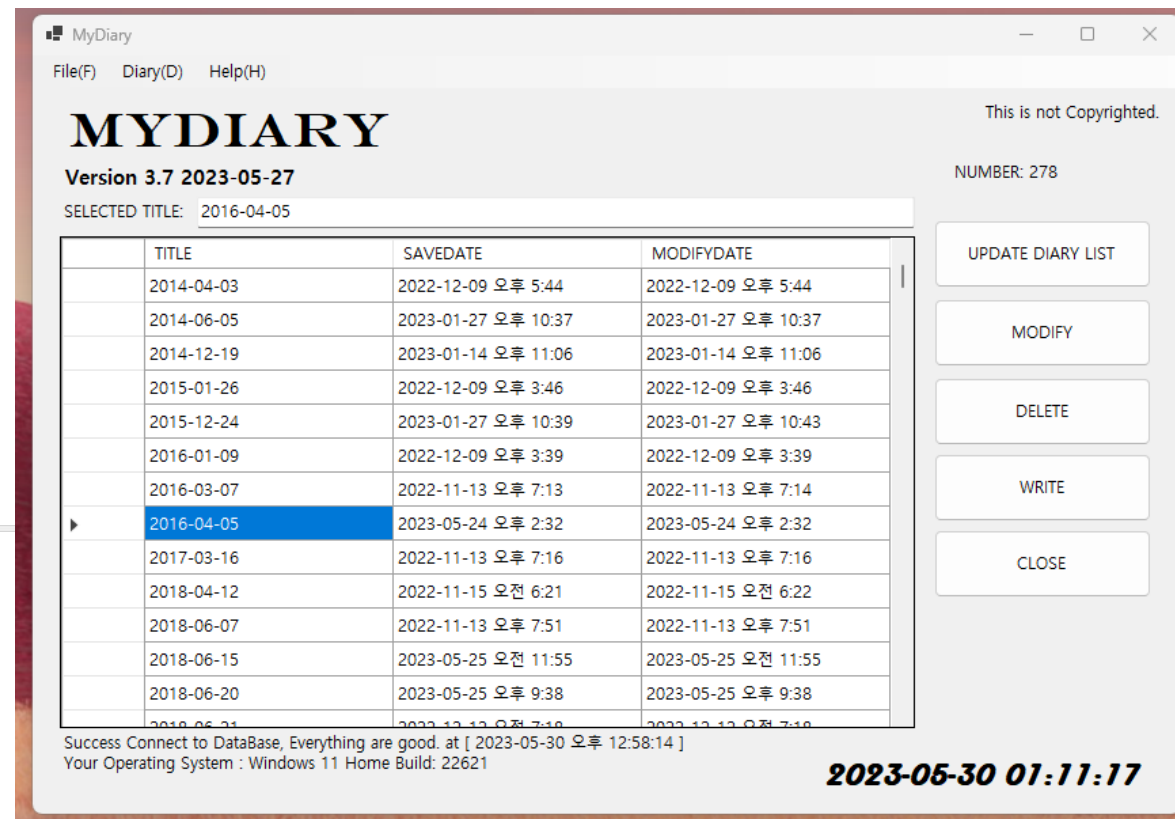 MyDiary
File(F) Diary(D) Help(H)
This is not Copyrighted.
MYDIARY
Version 3.7 2023-05-27
NUMBER: 278
SELECTED TITLE: 2016-04-05
TITLE SAVEDATE MODIFYDATE
UPDATE DIARY LIST
2014-04-03 2022-12-09 오후 5:44 2022-12-09 오후 5:44
2014-06-05 2023-01-27 오후 10:37 2023-01-27 오후 10:37
MODIFY
2014-12-19 2023-01-14 오후 11:06 2023-01-14 오후 11:06
2015-01-26 2022-12-09 오후 3:46 2022-12-09 오후 3:46
DELETE
2015-12-24 2023-01-27 오후 10:39 2023-01-27 오후 10:43
2016-01-09 2022-12-09 오후 3:39 2022-12-09 오후 3:39
WRITE
2016-03-07 2022-11-13 오후 7:13 2022-11-13 오후 7:14
2016-04-05 2023-05-24 오후 2:32 2023-05-24 오후 2:32
CLOSE
2017-03-16 2022-11-13 오후 7:16 2022-11-13 오후 7:16
2018-04-12 2022-11-15 오전 6:21 2022-11-15 오전 6:22
2018-06-07 2022-11-13 오후 7:51 2022-11-13 오후 7:51
2018-06-15 2023-05-25 오전 11:55 2023-05-25 오전 11:55
2018-06-20 2023-05-25 오후 9:38 2023-05-25 오후 9:38
Success Connect to DataBase, Everything are good. at [ 2023-05-30 오후 12:58:14 ]
Your Operating System : Windows 11 Home Build: 22621
2023-05-30 01:11:17